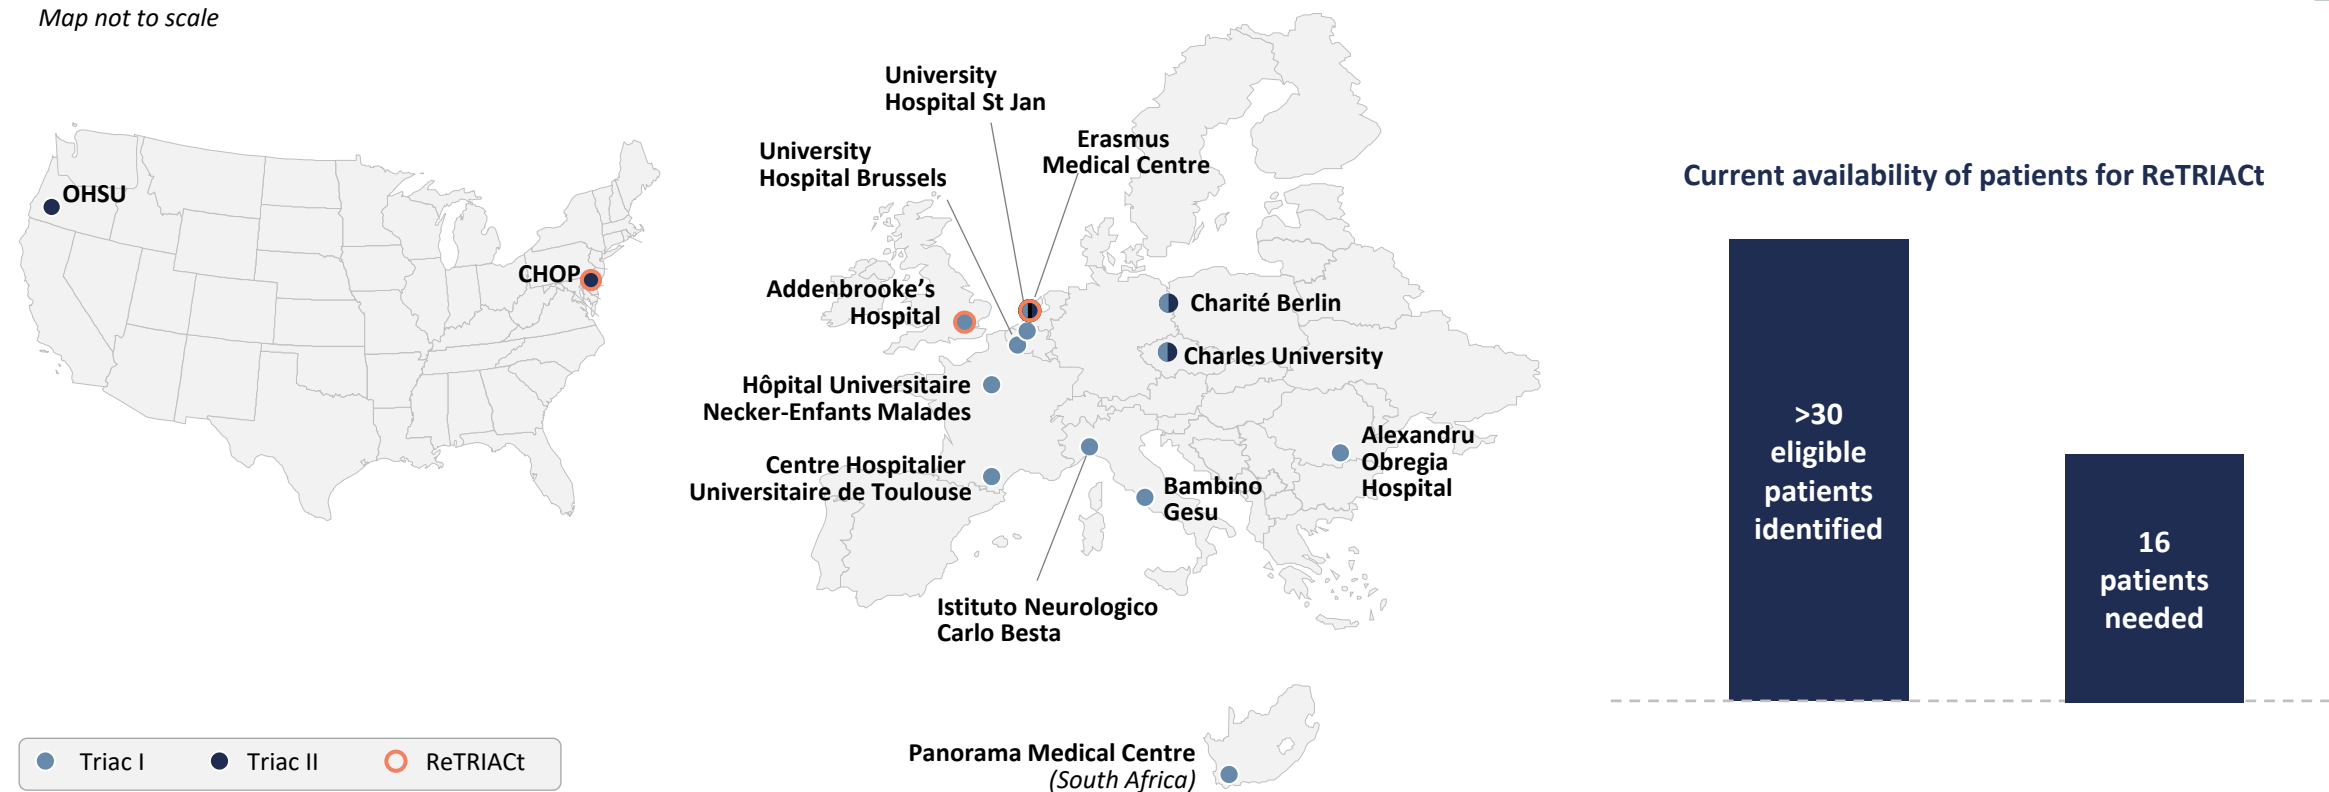 Map not to scale
University
Hospital St Jan
Erasmus
Medical Centre
University
Hospital Brussels
OHSU
CHOP
Addenbrooke’s
Hospital
Charité Berlin
Charles University
Hôpital Universitaire
Necker-Enfants Malades
Alexandru
Obregia
Hospital
Centre Hospitalier
Universitaire de Toulouse
Bambino
Gesu
Istituto Neurologico
Carlo Besta
Panorama Medical Centre
(South Africa)
Triac I
Triac II
ReTRIACt
Current availability of patients for ReTRIACt
>30
eligible
patients
identified
16
patients
needed